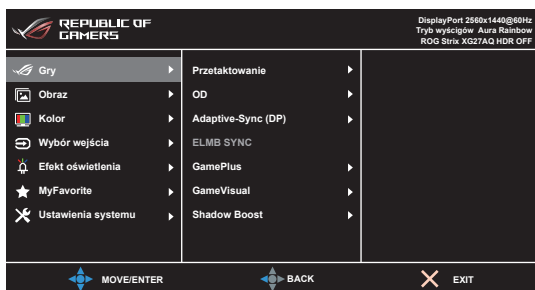 REPUBLIC OF
GAMERS
DisplayPort 2560x1440@60Hz
Tryb wyścigów Aura Rainbow
ROG Strix XG27AQ HDR OFF
Gry
Obraz
Kolor
Wybór wejścia
Efekt oświetlenia
MyFavorite
Ustawienia systemu
Przetaktowanie
OD
Adaptive-Sync (DP)
ELMB SYNC
GamePlus
GameVisual
Shadow Boost
MOVE/ENTER
BACK
EXIT